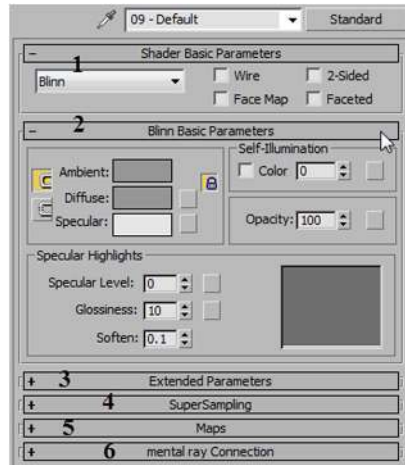 09 - Default Standard
- Shader Basic Parameters
1
Blinn Wire 2-Sided
Face Map Faceted
2
- Blinn Basic Parameters
Self-Illumination
Ambient: Color 0
Diffuse:
Specular: Opacity: 100
Specular Highlights
Specular Level: 0
Glossiness: 10
Soften: 0.1
+ 3 Extended Parameters
+ 4 SuperSampling
+ 5 Maps
+ 6 mental ray Connection